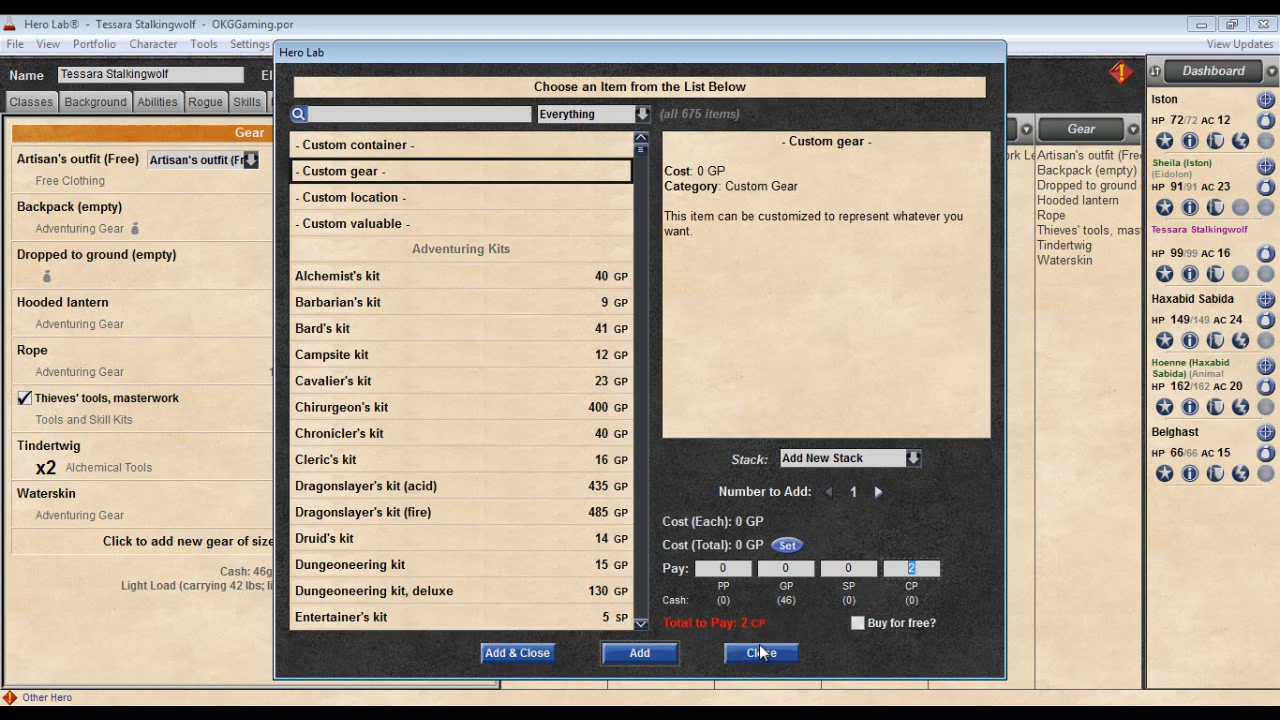 Hero Lab® - Tessara Stalkingwolf - OKGGaming.por
File View Portfolio Character Tools Settings
View Updates
Name Tessara Stalkingwolf
Classes Background Abilities Rogue Skills
Gear
Artisan's outfit (Free) Artisan's outfit (Fr
Free Clothing
Backpack (empty)
Adventuring Gear
Dropped to ground (empty)
Hooded lantern
Adventuring Gear
Rope
Adventuring Gear
Thieves' tools, masterwork
Tools and Skill Kits
Tindertwig
x2 Alchemical Tools
Waterskin
Adventuring Gear
Click to add new gear of size
Cash: 46g
Light Load (carrying 42 lbs; li
Other Hero
Hero Lab
Choose an Item from the List Below
Everything (all 675 items)
- Custom container -
- Custom gear -
- Custom location -
- Custom valuable -
Adventuring Kits
Alchemist's kit 40 GP
Barbarian's kit 9 GP
Bard's kit 41 GP
Campsite kit 12 GP
Cavalier's kit 23 GP
Chirurgeon's kit 400 GP
Chronicler's kit 40 GP
Cleric's kit 16 GP
Dragonslayer's kit (acid) 435 GP
Dragonslayer's kit (fire) 485 GP
Druid's kit 14 GP
Dungeoneering kit 15 GP
Dungeoneering kit, deluxe 130 GP
Entertainer's kit 5 SP
- Custom gear -
Cost: 0 GP
Category: Custom Gear
This item can be customized to represent whatever you
want.
Stack: Add New Stack
Number to Add: 1
Cost (Each): 0 GP
Cost (Total): 0 GP Set
Pay: 0 0 0 2
PP GP SP CP
Cash: (0) (46) (0) (0)
Total to Pay: 2 CP Buy for free?
Add & Close Add Close
Gear
Artisan's outfit (Free
Backpack (empty)
Dropped to ground
Hooded lantern
Rope
Thieves' tools, mas
Tindertwig
Waterskin
Dashboard
Iston
HP 72/72 AC 12
Sheila (Iston)
(Eidolon)
HP 91/91 AC 23
Tessara Stalkingwolf
HP 99/99 AC 16
Haxabid Sabida
HP 149/149 AC 24
Hoenne (Haxabid
Sabida) (Animal
HP 162/162 AC 20
Belghast
HP 66/66 AC 15